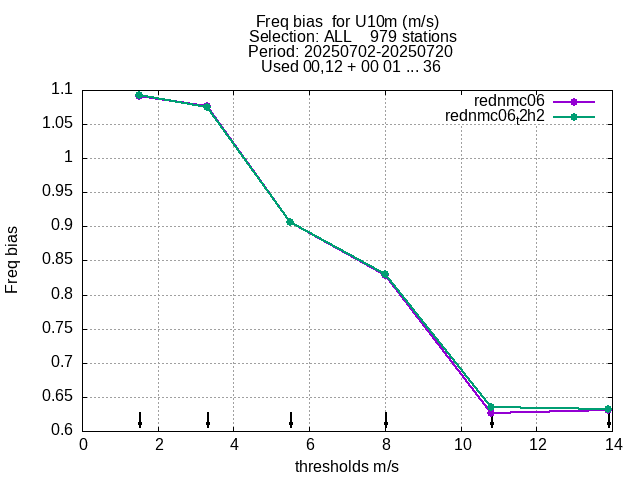 Freq bias  for U10m (m/s)
Selection: ALL    979 stations
Period: 20250702-20250720
Used 00,12 + 00 01 ... 36
rednmc06
rednmc06,2h2
1.1
1.05
1
0.95
0.9
0.85
0.8
0.75
0.7
0.65
0.6
Freq bias
0 2 4 6 8 10 12 14
thresholds m/s